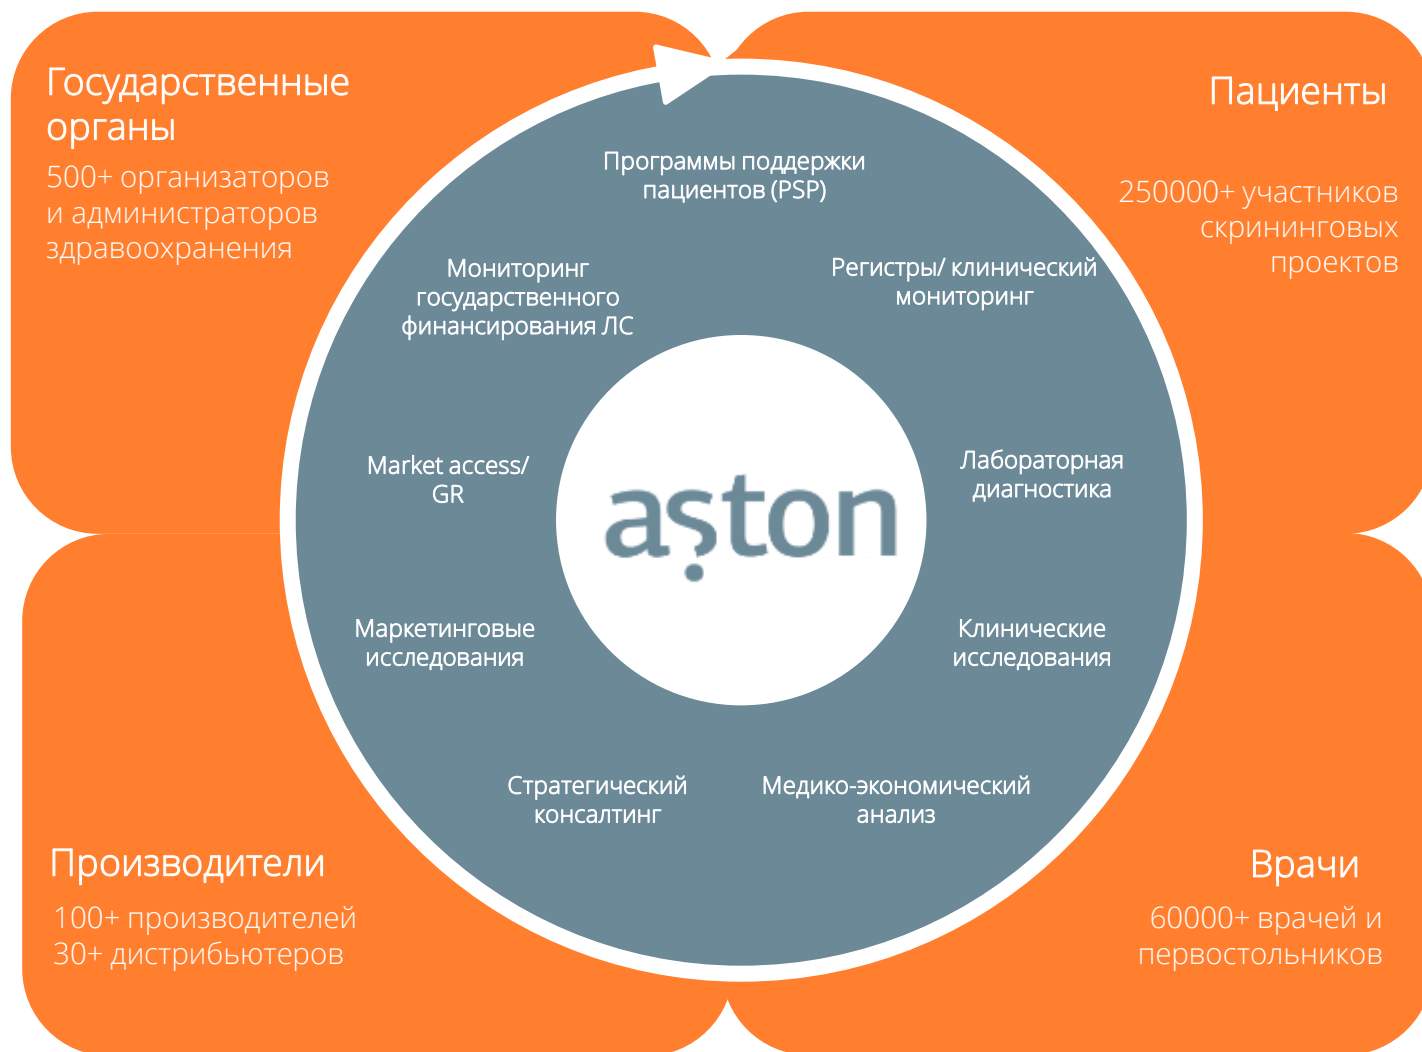 Государственные
органы
500+ организаторов
и администраторов
здравоохранения
Пациенты
250000+ участников
скрининговых
проектов
Программы поддержки
пациентов (PSP)
Мониторинг
государственного
финансирования ЛС
Регистры/ клинический
мониторинг
Market access/
GR
aston
Лабораторная
диагностика
Маркетинговые
исследования
Клинические
исследования
Стратегический
консалтинг
Медико-экономический
анализ
Производители
100+ производителей
30+ дистрибьютеров
Врачи
60000+ врачей и
первостольников